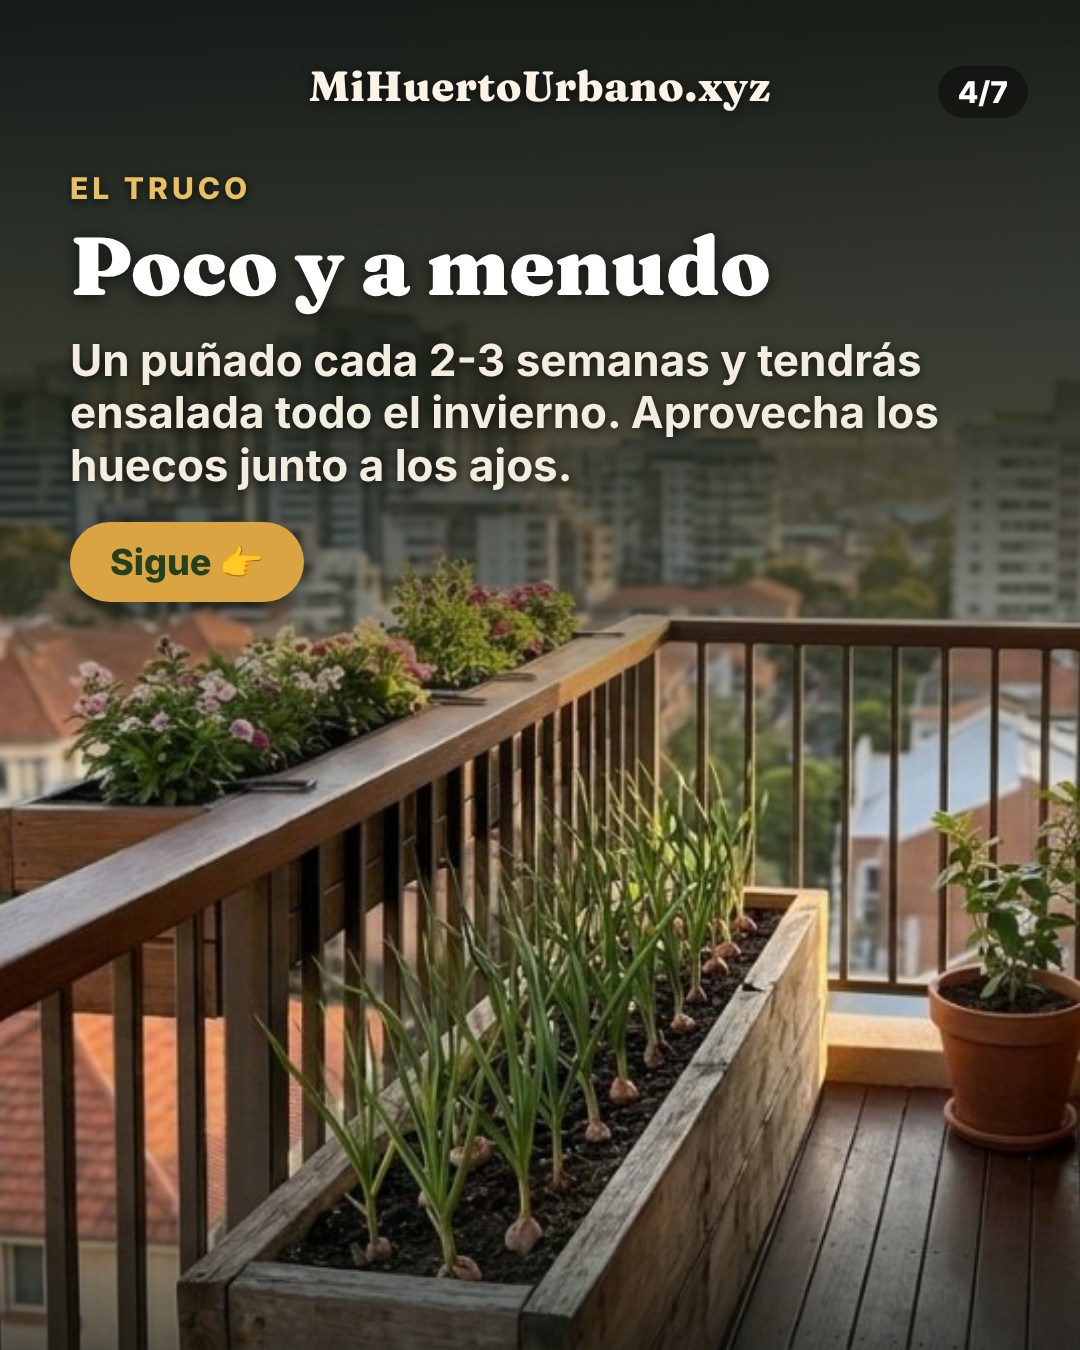 MiHuertoUrbano.xyz
4/7
EL TRUCO
Poco y a menudo
Un puñado cada 2-3 semanas y tendrás
ensalada todo el invierno. Aprovecha los
huecos junto a los ajos.
Sigue 👉